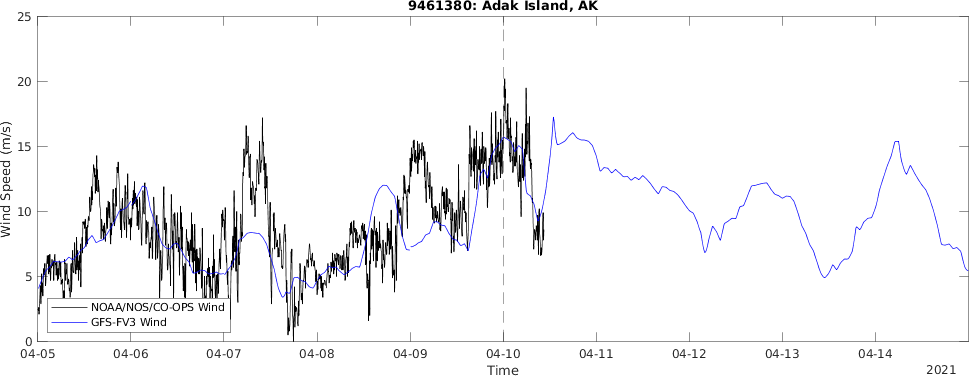 9461380: Adak Island, AK
25
20
15
10
5
0
Wind Speed (m/s)
NOAA/NOS/CO-OPS Wind
GFS-FV3 Wind
04-05 04-06 04-07 04-08 04-09 04-10 04-11 04-12 04-13 04-14
Time
2021